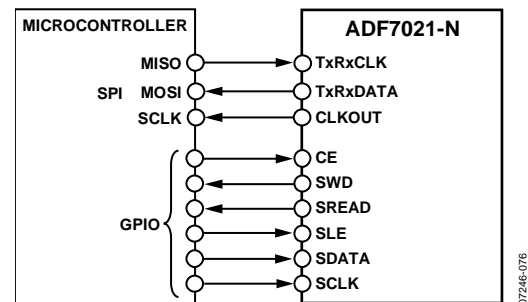 MICROCONTROLLER
ADF7021-N
MISO
TxRxCLK
SPI
MOSI
TxRxDATA
SCLK
CLKOUT
CE
SWD
SREAD
GPIO
SLE
SDATA
SCLK
07246-076